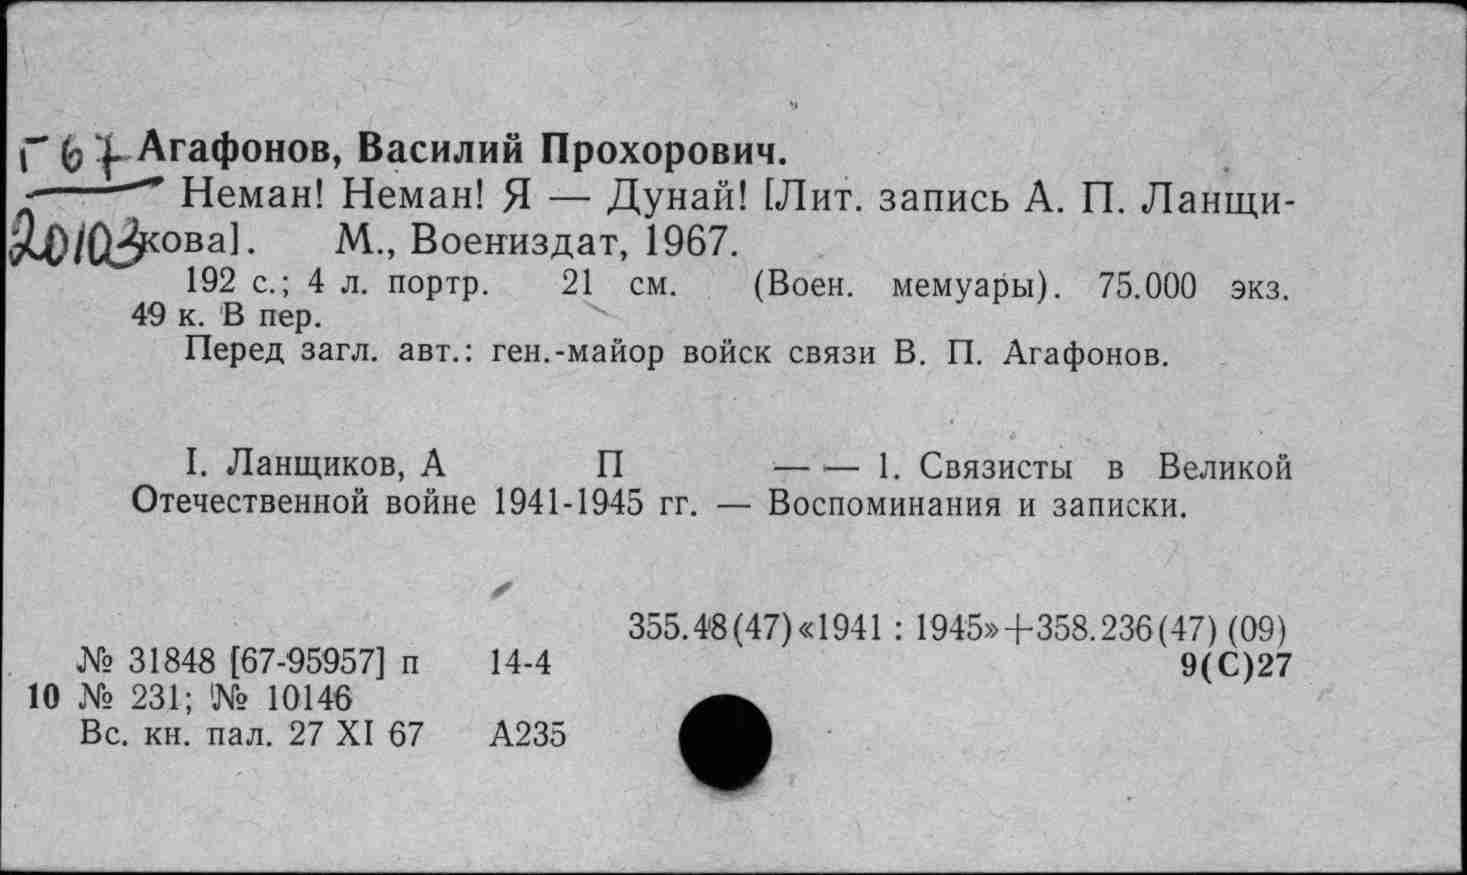 Г 67 Агафонов, Василий Прохорович.
Неман! Неман! Я — Дунай! [Лит. запись А. П. Ланщи-
20103 кова]. М., Воениздат, 1967.
192 с.; 4 л. портр. 21 см. (Воен. мемуары). 75.000 экз.
49 к. В пер.
Перед загл. авт.: ген.-майор войск связи В. П. Агафонов.
I. Ланщиков, А П — — 1. Связисты в Великой
Отечественной войне 1941-1945 гг. — Воспоминания и записки.
355.48(47)«1941 : 1945»+358.236(47)(09)
№ 31848 [67-95957] п 14-4 9(С)27
10 № 231; № 10146
Вс. кн. пал. 27 XI 67 А235